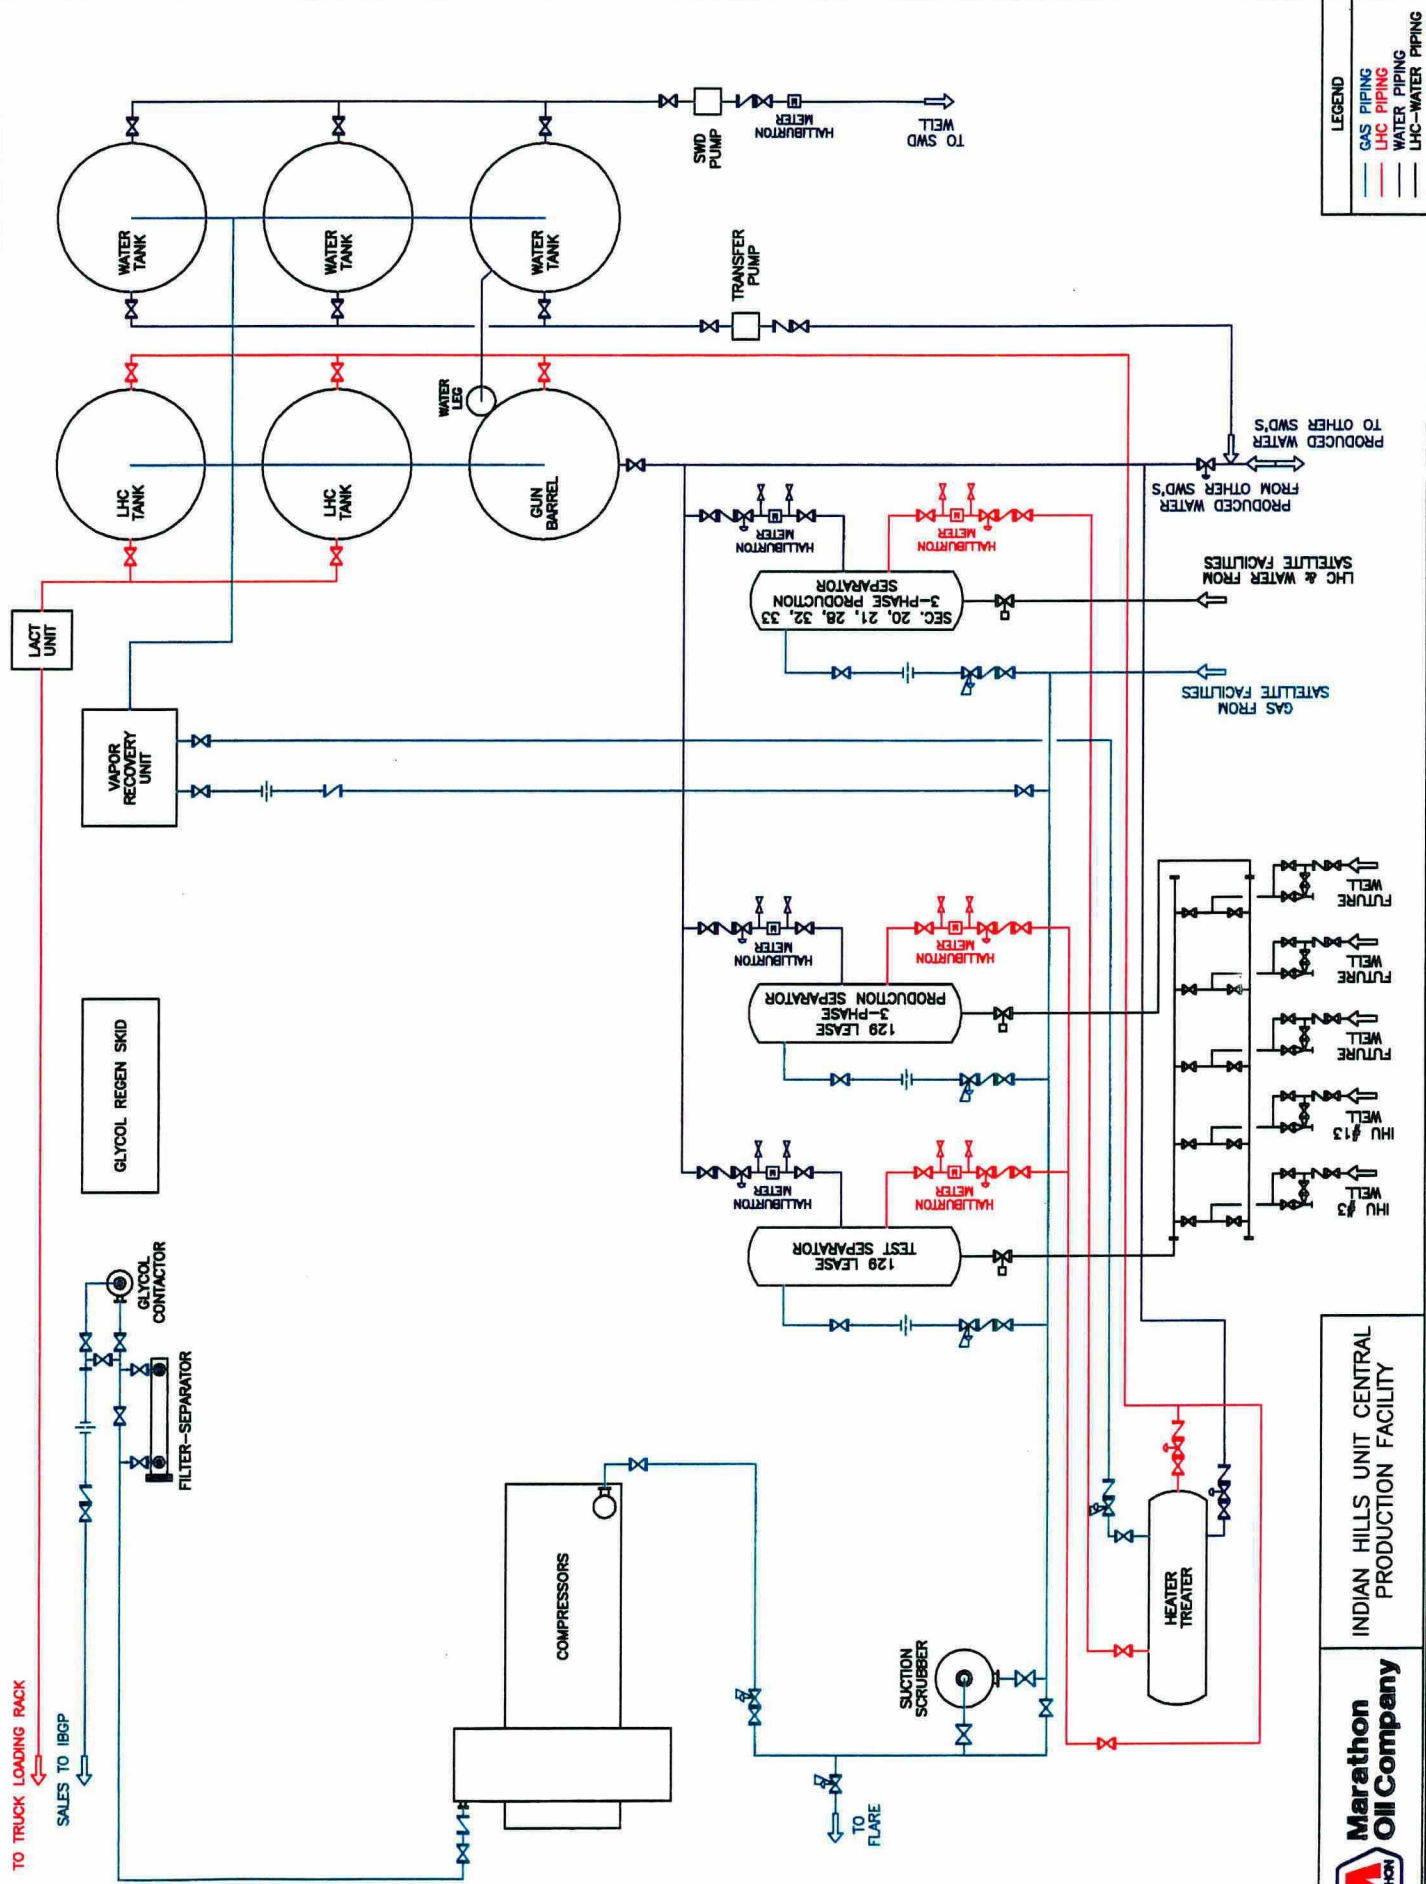 TO TRUCK LOADING RACK
SALES TO IBGP
LACT
UNIT
VAPOR
RECOVERY
UNIT
GLYCOL REGEN SKID
GLYCOL
CONTACTOR
FILTER-SEPARATOR
COMPRESSORS
SUCTION
SCRUBBER
TO
FLARE
HEATER
TREATER
WATER
TANK
WATER
TANK
WATER
TANK
LHC
TANK
LHC
TANK
GUN
BARREL
WATER
LEG
SWD
PUMP
HALLIBURTON
METER
TO SWD
WELL
TRANSFER
PUMP
PRODUCED WATER
TO OTHER SWD'S
PRODUCED WATER
FROM OTHER SWD'S
LHC & WATER FROM
SATELLITE FACILITIES
GAS FROM
SATELLITE FACILITIES
SEC. 20, 21, 28, 32, 33
3-PHASE PRODUCTION
SEPARATOR
HALLIBURTON
METER
M
HALLIBURTON
METER
M
129 LEASE
3-PHASE
PRODUCTION SEPARATOR
HALLIBURTON
METER
M
HALLIBURTON
METER
M
129 LEASE
TEST SEPARATOR
HALLIBURTON
METER
M
HALLIBURTON
METER
M
FUTURE
WELL
FUTURE
WELL
FUTURE
WELL
IHU #13
WELL
IHU #3
WELL
LEGEND
GAS PIPING
LHC PIPING
WATER PIPING
LHC-WATER PIPING
INDIAN HILLS UNIT CENTRAL
PRODUCTION FACILITY
Marathon
Oil Company